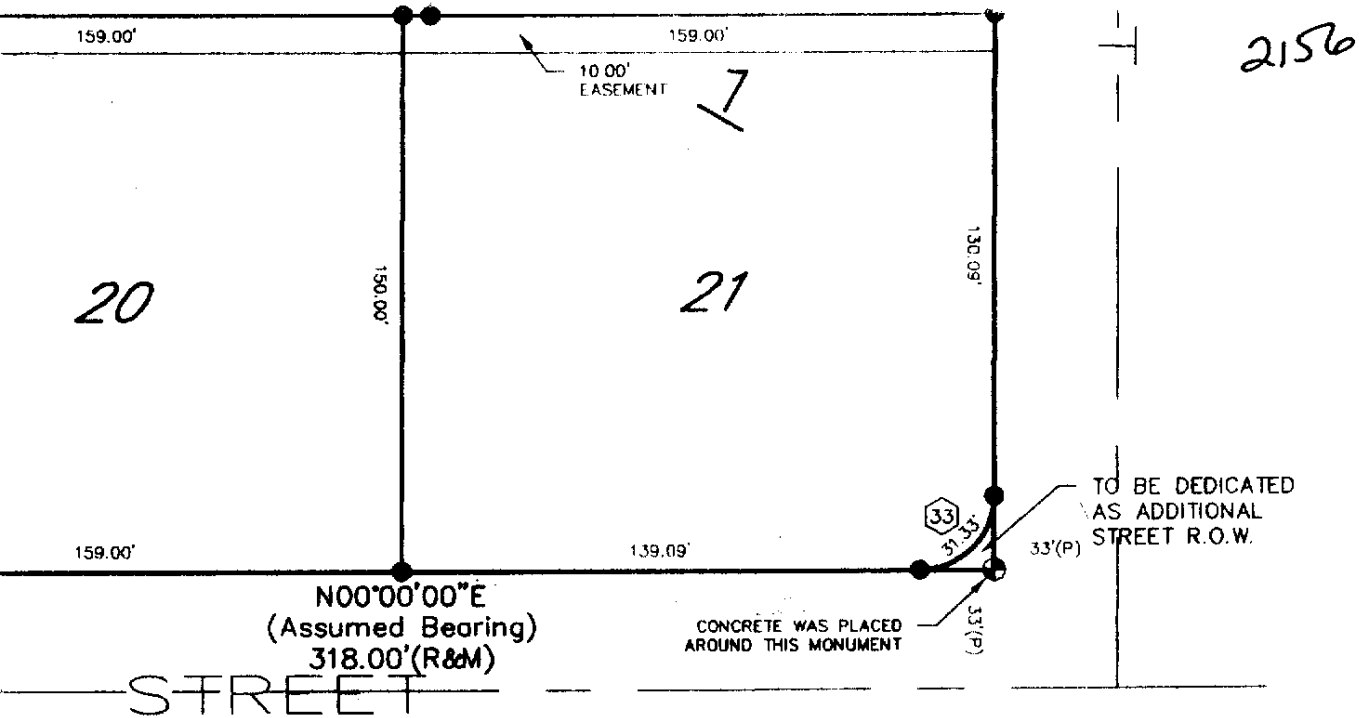 159.00'
159.00'
2156
10.00'
EASEMENT
7
150.00'
130.09'
20
21
33
31.33'
TO BE DEDICATED
AS ADDITIONAL
STREET R.O.W.
33'(P)
159.00'
139.09'
N00°00'00"E
(Assumed Bearing)
318.00'(R&M)
CONCRETE WAS PLACED
AROUND THIS MONUMENT
33'(P)
STREET